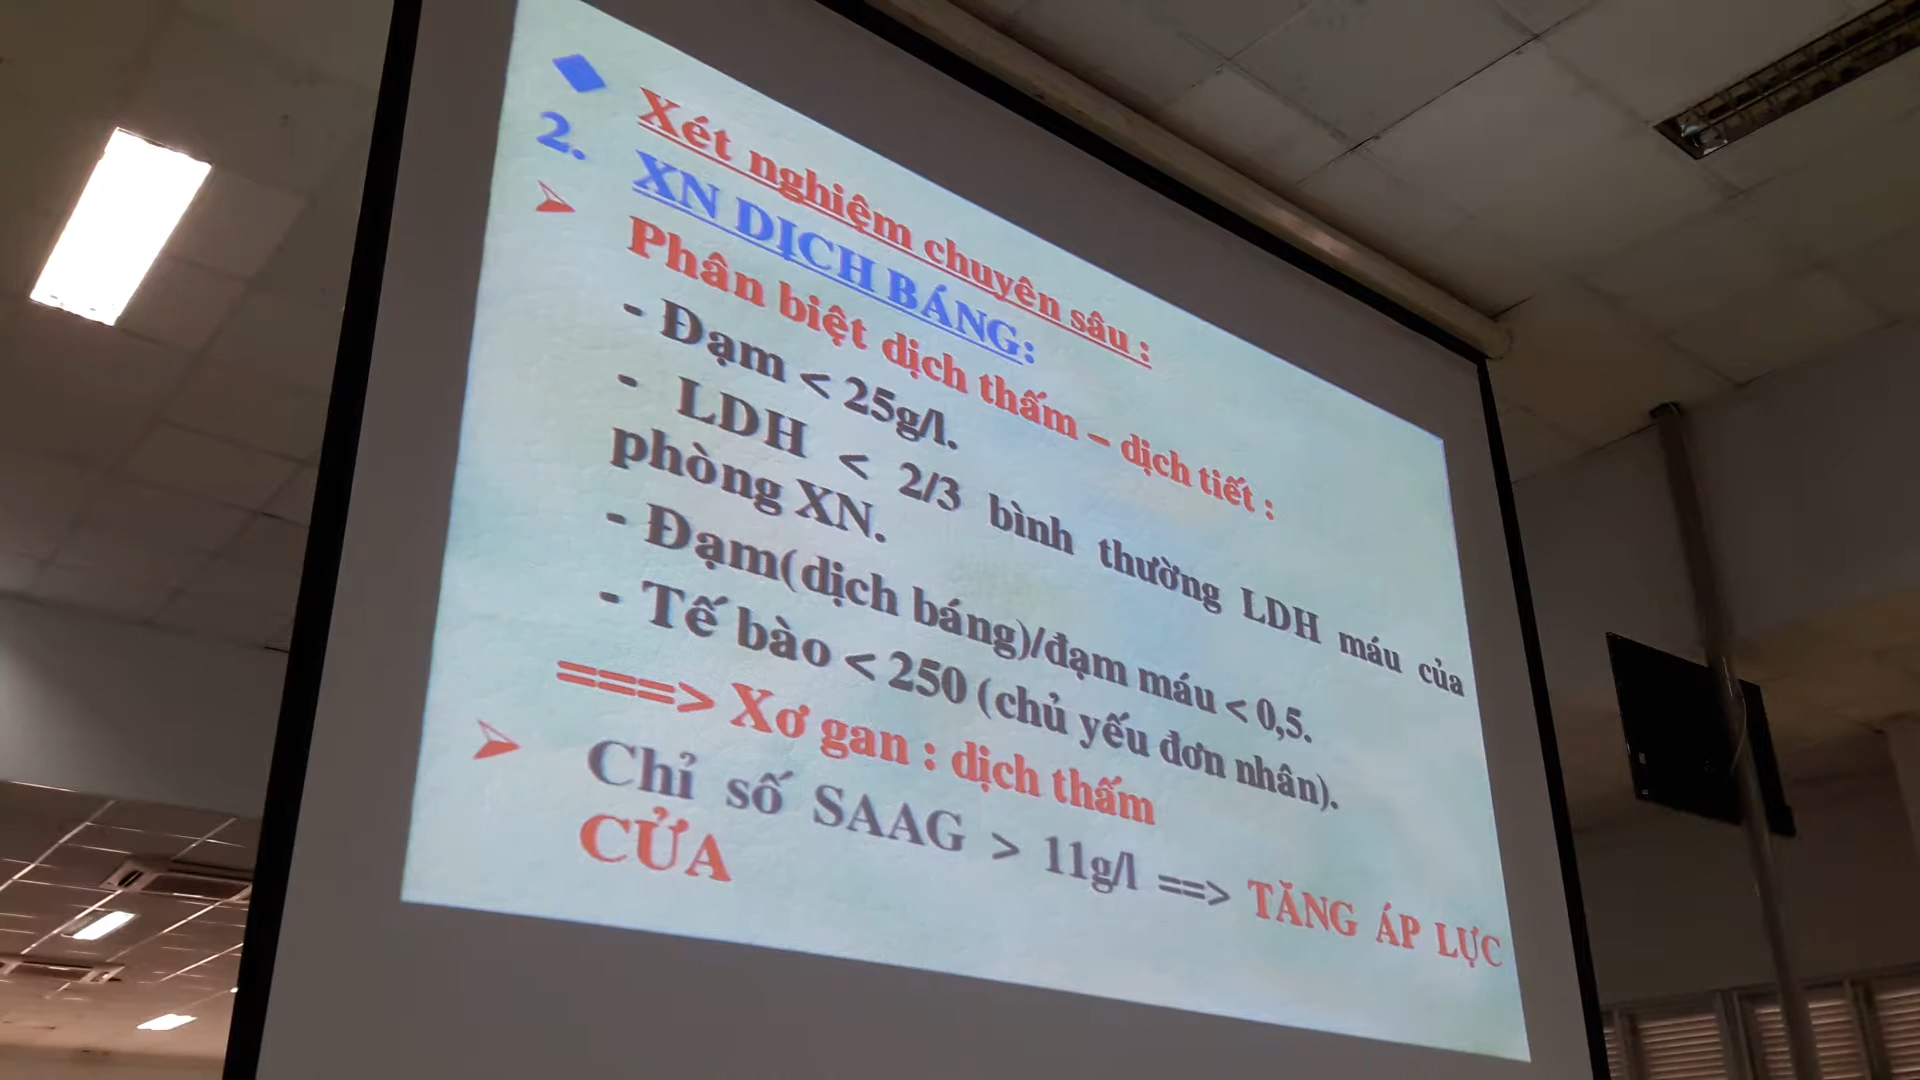 ◆ Xét nghiệm chuyên sâu :
2. XN DỊCH BÁNG:
➢ Phân biệt dịch thấm – dịch tiết :
- Đạm < 25g/l.
- LDH < 2/3 bình thường LDH máu của
phòng XN.
- Đạm(dịch báng)/đạm máu < 0,5.
- Tế bào < 250 (chủ yếu đơn nhân).
===> Xơ gan : dịch thấm
➢ Chỉ số SAAG > 11g/l ==> TĂNG ÁP LỰC
CỬA